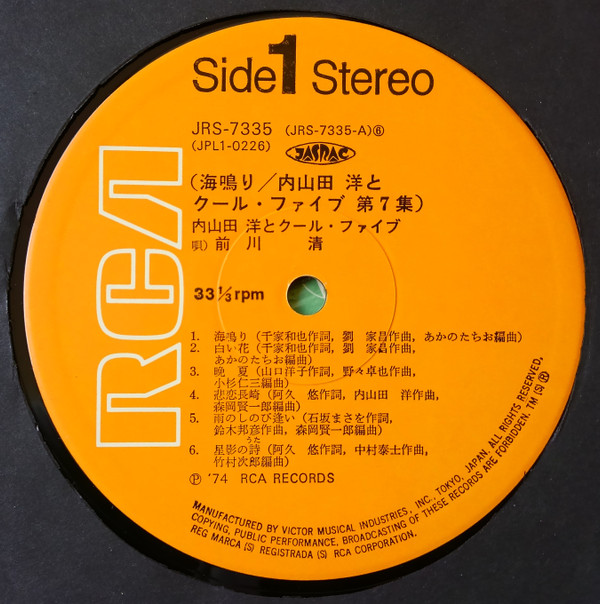 Side 1 Stereo
JRS-7335 (JRS-7335-A)⑥
(JPL1-0226) JASRAC
(海鳴り/内山田 洋と
クール・ファイブ 第7集)
内山田 洋とクール・ファイブ
唄)前 川 清
RCA
33 1/3 rpm
1. 海鳴り(千家和也作詞, 劉 家昌作曲, あかのたちお編曲)
2. 白い花(千家和也作詞, 劉 家昌作曲,
あかのたちお編曲)
3. 晩 夏(山口洋子作詞, 野々卓也作曲,
小杉仁三編曲)
4. 悲恋長崎(阿久 悠作詞, 内山田 洋作曲,
森岡賢一郎編曲)
5. 雨のしのび逢い(石坂まさを作詞,
鈴木邦彦作曲, 森岡賢一郎編曲)
うた
6. 星影の詩(阿久 悠作詞, 中村泰士作曲,
竹村次郎編曲)
Ⓟ '74 RCA RECORDS
MANUFACTURED BY VICTOR MUSICAL INDUSTRIES, INC., TOKYO, JAPAN. ALL RIGHTS RESERVED,
COPYING, PUBLIC PERFORMANCE, BROADCASTING OF THESE RECORDS ARE FORBIDDEN. TM (S) Ⓡ
REG MARCA (S) REGISTRADA (S) RCA CORPORATION.